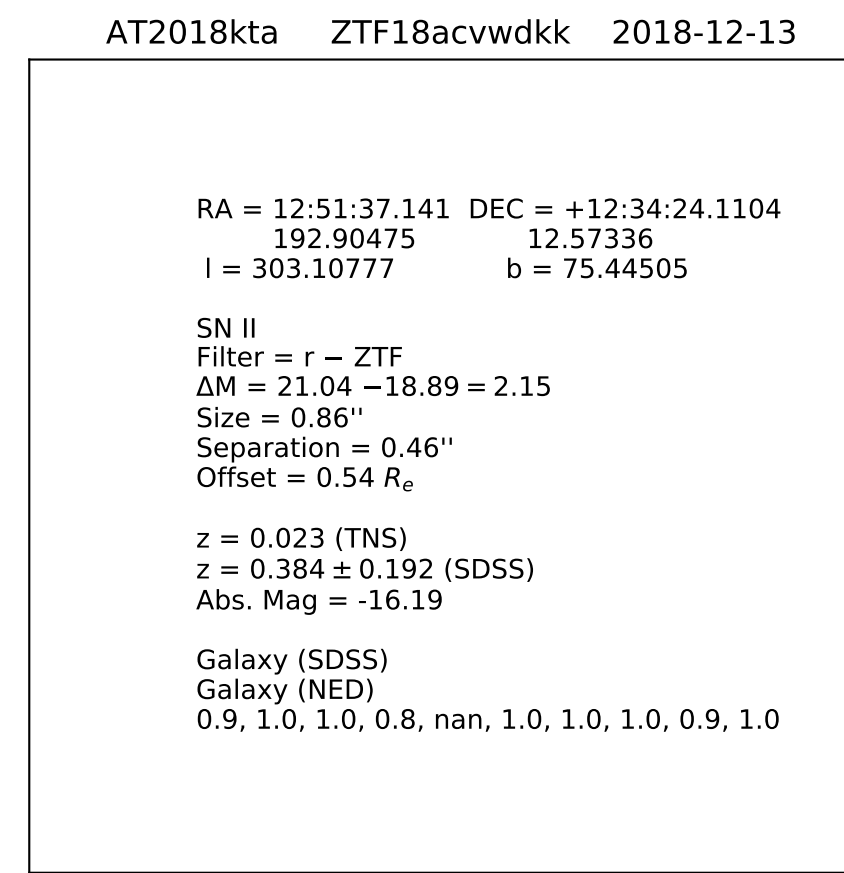 AT2018kta ZTF18acvwdkk 2018-12-13
RA = 12:51:37.141 DEC = +12:34:24.1104
192.90475 12.57336
l = 303.10777 b = 75.44505
SN II
Filter = r − ZTF
ΔM = 21.04 −18.89 = 2.15
Size = 0.86''
Separation = 0.46''
Offset = 0.54 Rₑ
z = 0.023 (TNS)
z = 0.384 ± 0.192 (SDSS)
Abs. Mag = -16.19
Galaxy (SDSS)
Galaxy (NED)
0.9, 1.0, 1.0, 0.8, nan, 1.0, 1.0, 1.0, 0.9, 1.0